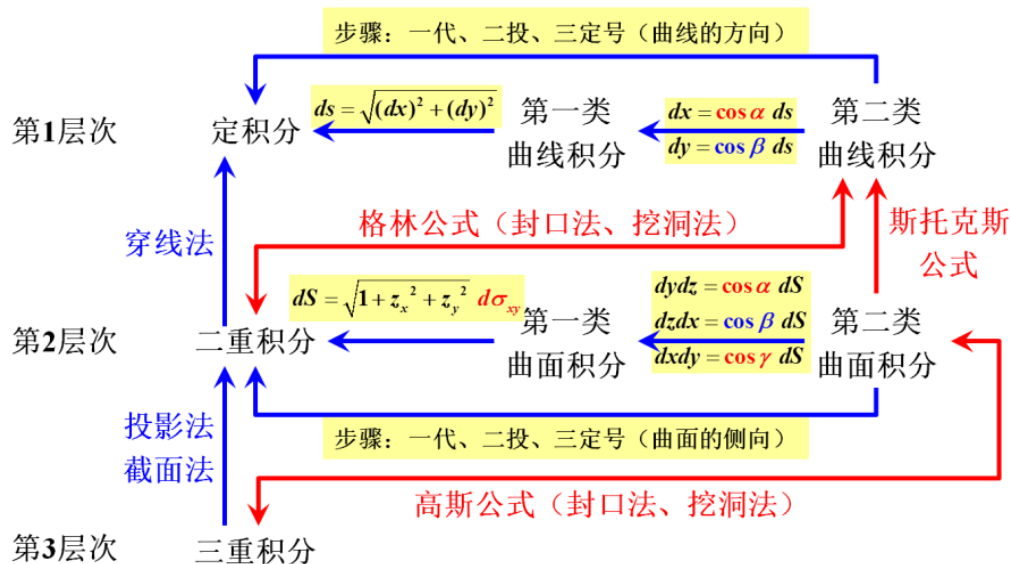 步骤：一代、二投、三定号（曲线的方向）
ds = √(dx)² + (dy)²
第一类
dx = cos α ds
第二类
第1层次
定积分
曲线积分
dy = cos β ds
曲线积分
格林公式（封口法、挖洞法）
斯托克斯
公式
穿线法
dS = √1 + z_x² + z_y² dσ_xy
dydz = cos α dS
第一类
dzdx = cos β dS
第二类
第2层次
二重积分
曲面积分
dxdy = cos γ dS
曲面积分
投影法
截面法
步骤：一代、二投、三定号（曲面的侧向）
高斯公式（封口法、挖洞法）
第3层次
三重积分